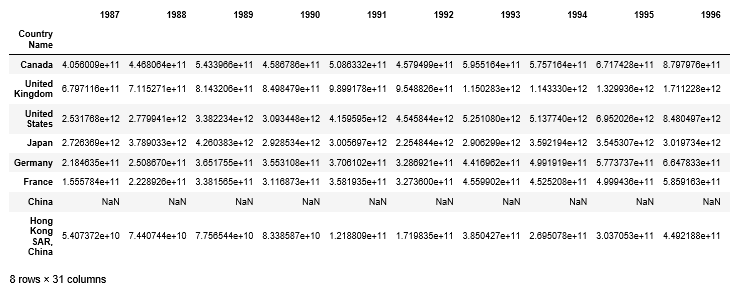 1987 1988 1989 1990 1991 1992 1993 1994 1995 1996
Country
Name
Canada 4.056009e+11 4.468064e+11 5.433966e+11 4.586786e+11 5.086332e+11 4.579499e+11 5.955164e+11 5.757164e+11 6.717428e+11 8.797976e+11
United
Kingdom 6.797116e+11 7.115271e+11 8.143206e+11 8.498479e+11 9.899178e+11 9.548826e+11 1.150283e+12 1.143330e+12 1.329936e+12 1.711228e+12
United
States 2.531768e+12 2.779941e+12 3.382234e+12 3.093448e+12 4.159595e+12 4.545844e+12 5.251080e+12 5.137740e+12 6.952026e+12 8.480497e+12
Japan 2.726369e+12 3.789033e+12 4.260383e+12 2.928534e+12 3.005697e+12 2.254844e+12 2.906299e+12 3.592194e+12 3.545307e+12 3.019734e+12
Germany 2.184635e+11 2.508670e+11 3.651755e+11 3.553108e+11 3.706102e+11 3.286921e+11 4.416962e+11 4.991919e+11 5.773737e+11 6.647833e+11
France 1.555784e+11 2.228926e+11 3.381565e+11 3.116873e+11 3.581935e+11 3.273600e+11 4.559902e+11 4.525208e+11 4.999436e+11 5.859163e+11
China NaN NaN NaN NaN NaN NaN NaN NaN NaN NaN
Hong
Kong
SAR,
China 5.407372e+10 7.440744e+10 7.756544e+10 8.338587e+10 1.218809e+11 1.719835e+11 3.850427e+11 2.695078e+11 3.037053e+11 4.492188e+11
8 rows × 31 columns